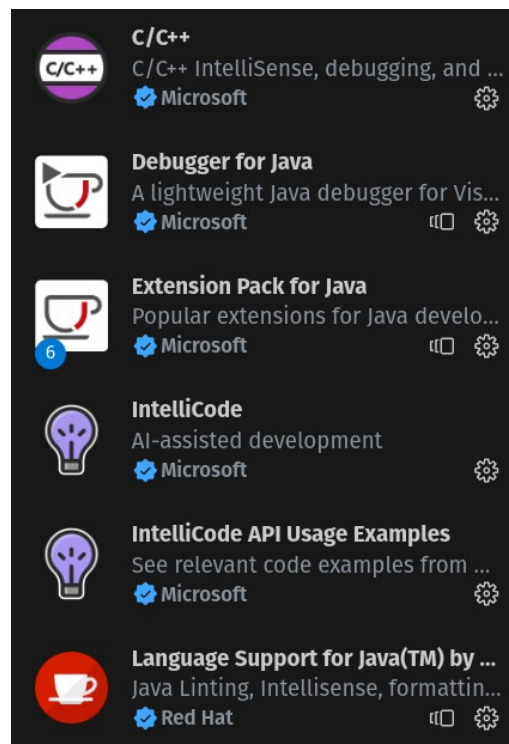 C/C++
C/C++
C/C++ IntelliSense, debugging, and ...
Microsoft
Debugger for Java
A lightweight Java debugger for Vis...
Microsoft
Extension Pack for Java
Popular extensions for Java develo...
6
Microsoft
IntelliCode
AI-assisted development
Microsoft
IntelliCode API Usage Examples
See relevant code examples from ...
Microsoft
Language Support for Java(TM) by ...
Java Linting, Intellisense, formattin...
Red Hat